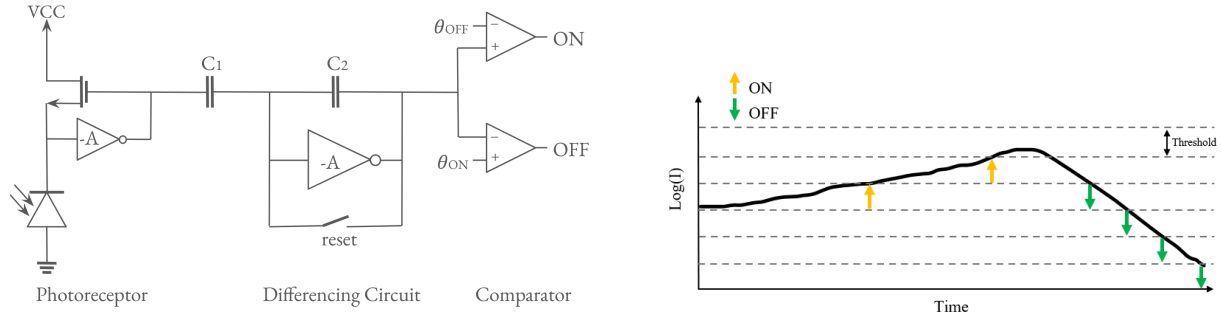 VCC
C1
C2
-A
-A
reset
θOFF
−
+
ON
−
+
θON
OFF
Photoreceptor
Differencing Circuit
Comparator
ON
OFF
Threshold
Log(I)
Time